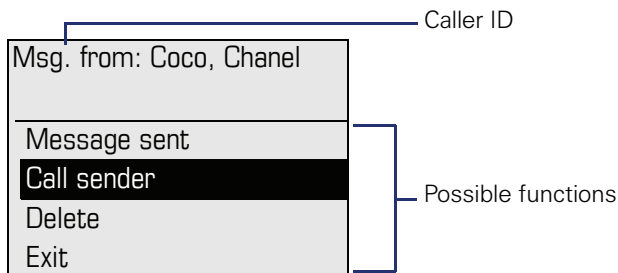 Caller ID
Msg. from: Coco, Chanel
Message sent
Call sender
Delete
Exit
Possible functions